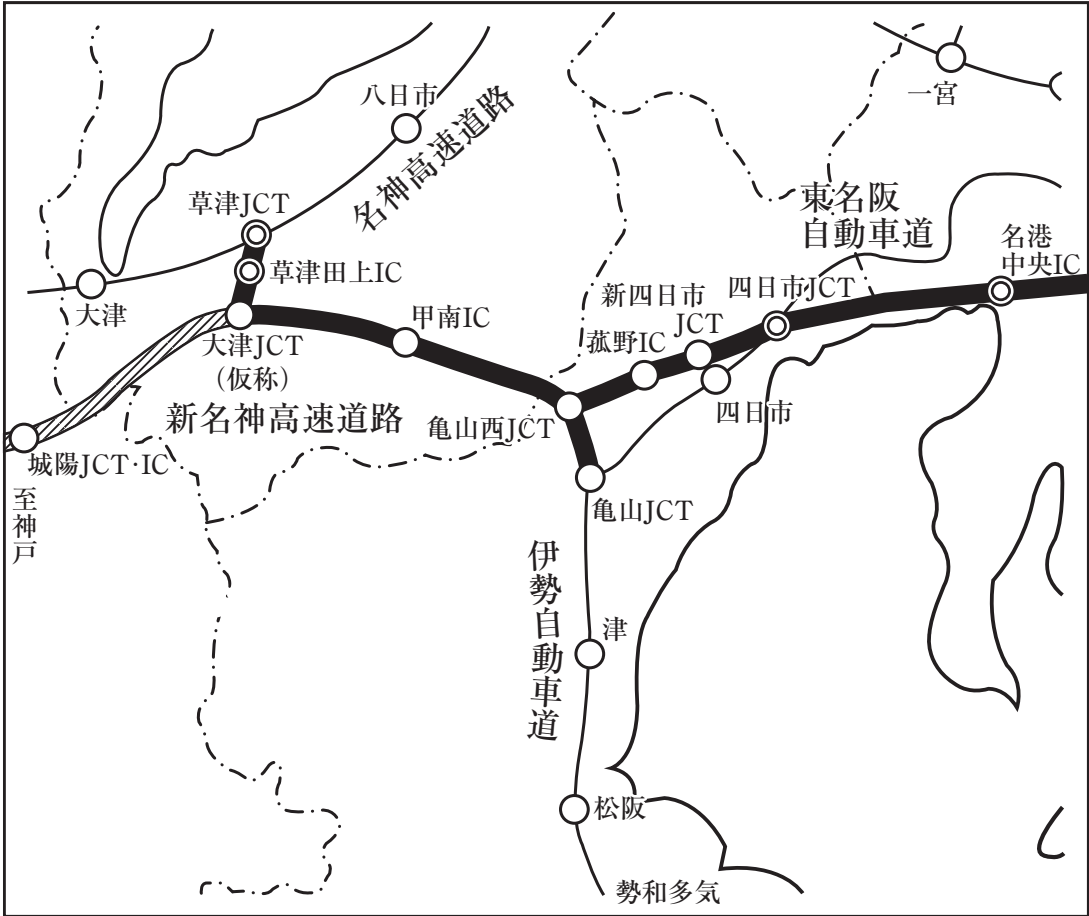 八日市
名神高速道路
一宮
草津JCT
草津田上IC
大津
大津JCT
（仮称）
甲南IC
東名阪
自動車道
名港
中央IC
四日市JCT
新四日市
JCT
菰野IC
四日市
新名神高速道路
亀山西JCT
城陽JCT・IC
至神戸
亀山JCT
伊勢自動車道
津
松阪
勢和多気